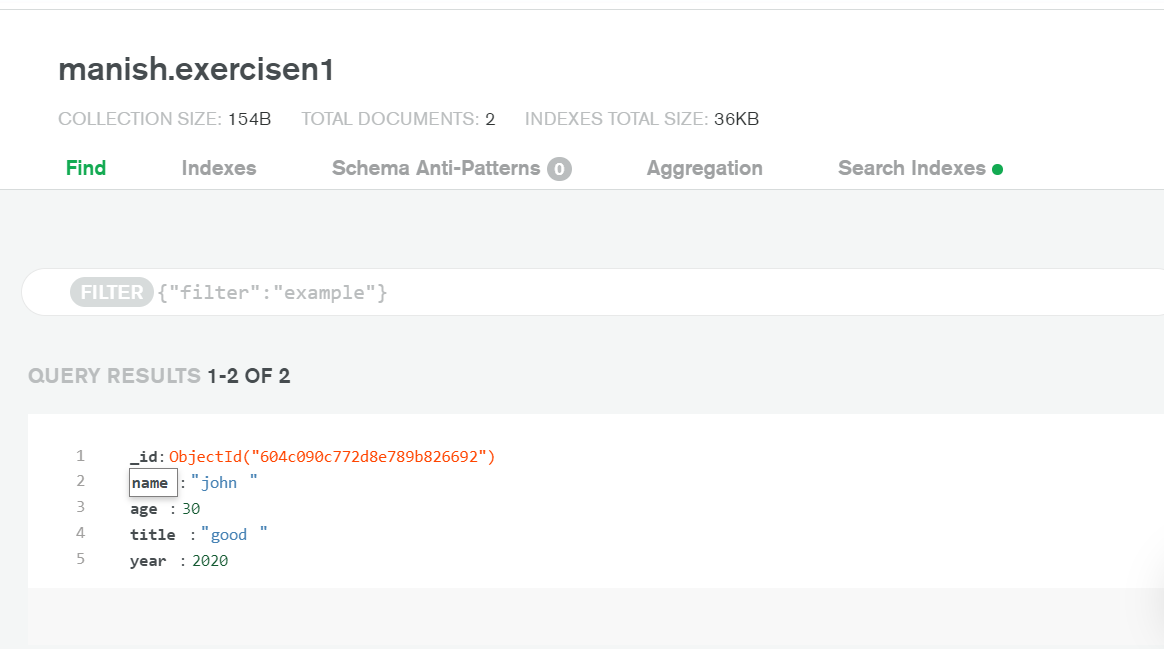 manish.exercisen1
COLLECTION SIZE: 154B TOTAL DOCUMENTS: 2 INDEXES TOTAL SIZE: 36KB
Find Indexes Schema Anti-Patterns 0 Aggregation Search Indexes
FILTER {"filter":"example"}
QUERY RESULTS 1-2 OF 2
1 _id: ObjectId("604c090c772d8e789b826692")
2 name : "john "
3 age : 30
4 title : "good "
5 year : 2020